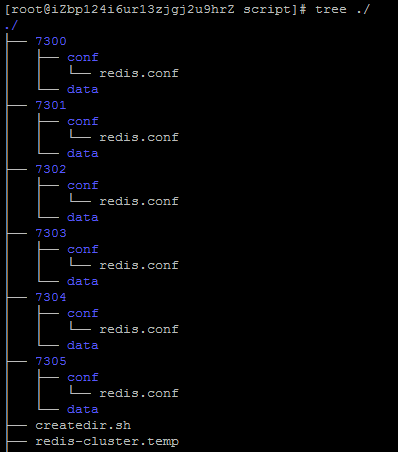 [root@iZbp124i6ur13zjgj2u9hrZ script]# tree ./
./
├── 7300
│   ├── conf
│   │   └── redis.conf
│   └── data
├── 7301
│   ├── conf
│   │   └── redis.conf
│   └── data
├── 7302
│   ├── conf
│   │   └── redis.conf
│   └── data
├── 7303
│   ├── conf
│   │   └── redis.conf
│   └── data
├── 7304
│   ├── conf
│   │   └── redis.conf
│   └── data
├── 7305
│   ├── conf
│   │   └── redis.conf
│   └── data
├── createdir.sh
├── redis-cluster.temp